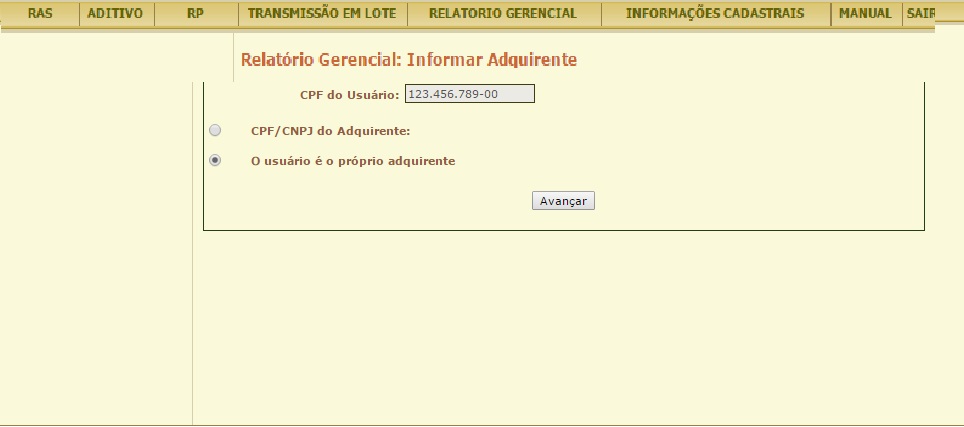 RAS ADITIVO RP TRANSMISSÃO EM LOTE RELATORIO GERENCIAL INFORMAÇÕES CADASTRAIS MANUAL SAIR
Relatório Gerencial: Informar Adquirente
CPF do Usuário: 123.456.789-00
CPF/CNPJ do Adquirente:
O usuário é o próprio adquirente
Avançar